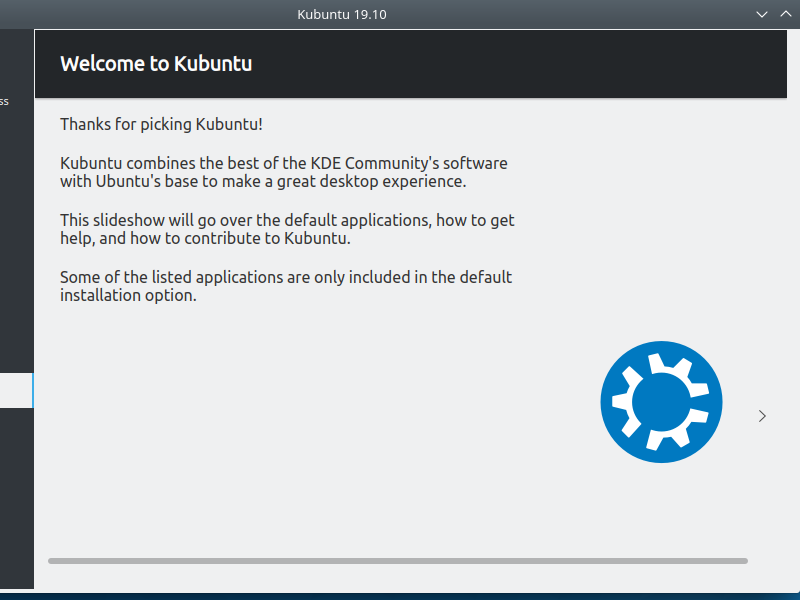 Kubuntu 19.10
Welcome to Kubuntu
ss
Thanks for picking Kubuntu!
Kubuntu combines the best of the KDE Community's software
with Ubuntu's base to make a great desktop experience.
This slideshow will go over the default applications, how to get
help, and how to contribute to Kubuntu.
Some of the listed applications are only included in the default
installation option.